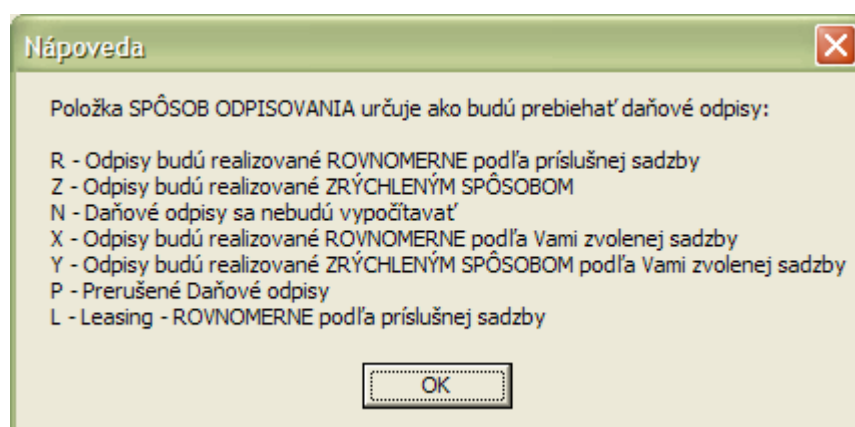 Nápoveda
Položka SPÔSOB ODPISOVANIA určuje ako budú prebiehať daňové odpisy:
R - Odpisy budú realizované ROVNOMERNE podľa príslušnej sadzby
Z - Odpisy budú realizované ZRÝCHLENÝM SPÔSOBOM
N - Daňové odpisy sa nebudú vypočítavať
X - Odpisy budú realizované ROVNOMERNE podľa Vami zvolenej sadzby
Y - Odpisy budú realizované ZRÝCHLENÝM SPÔSOBOM podľa Vami zvolenej sadzby
P - Prerušené Daňové odpisy
L - Leasing - ROVNOMERNE podľa príslušnej sadzby
OK